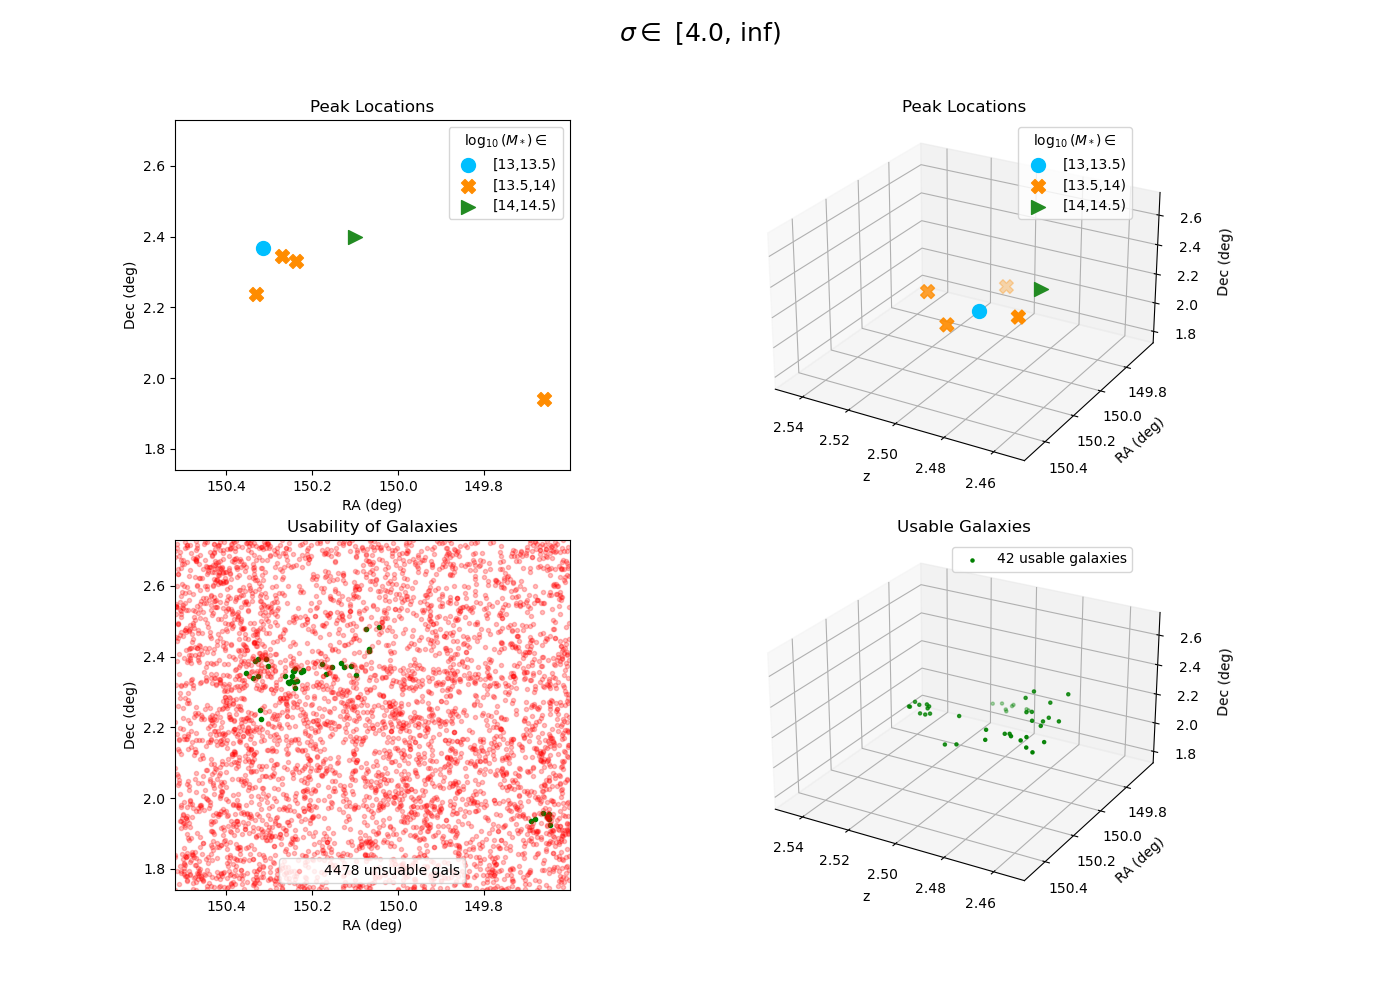 σ ∈ [4.0, inf)
Peak Locations
log₁₀(M*) ∈
[13,13.5)
[13.5,14)
[14,14.5)
2.6
2.4
2.2
2.0
1.8
Dec (deg)
150.4 150.2 150.0 149.8
RA (deg)
Peak Locations
log₁₀(M*) ∈
[13,13.5)
[13.5,14)
[14,14.5)
2.6
2.4
2.2
2.0
1.8
Dec (deg)
149.8
150.0
150.2
150.4
RA (deg)
2.54
2.52
2.50
2.48
2.46
z
Usability of Galaxies
2.6
2.4
2.2
2.0
1.8
Dec (deg)
4478 unsuable gals
150.4 150.2 150.0 149.8
RA (deg)
Usable Galaxies
42 usable galaxies
2.6
2.4
2.2
2.0
1.8
Dec (deg)
149.8
150.0
150.2
150.4
RA (deg)
2.54
2.52
2.50
2.48
2.46
z